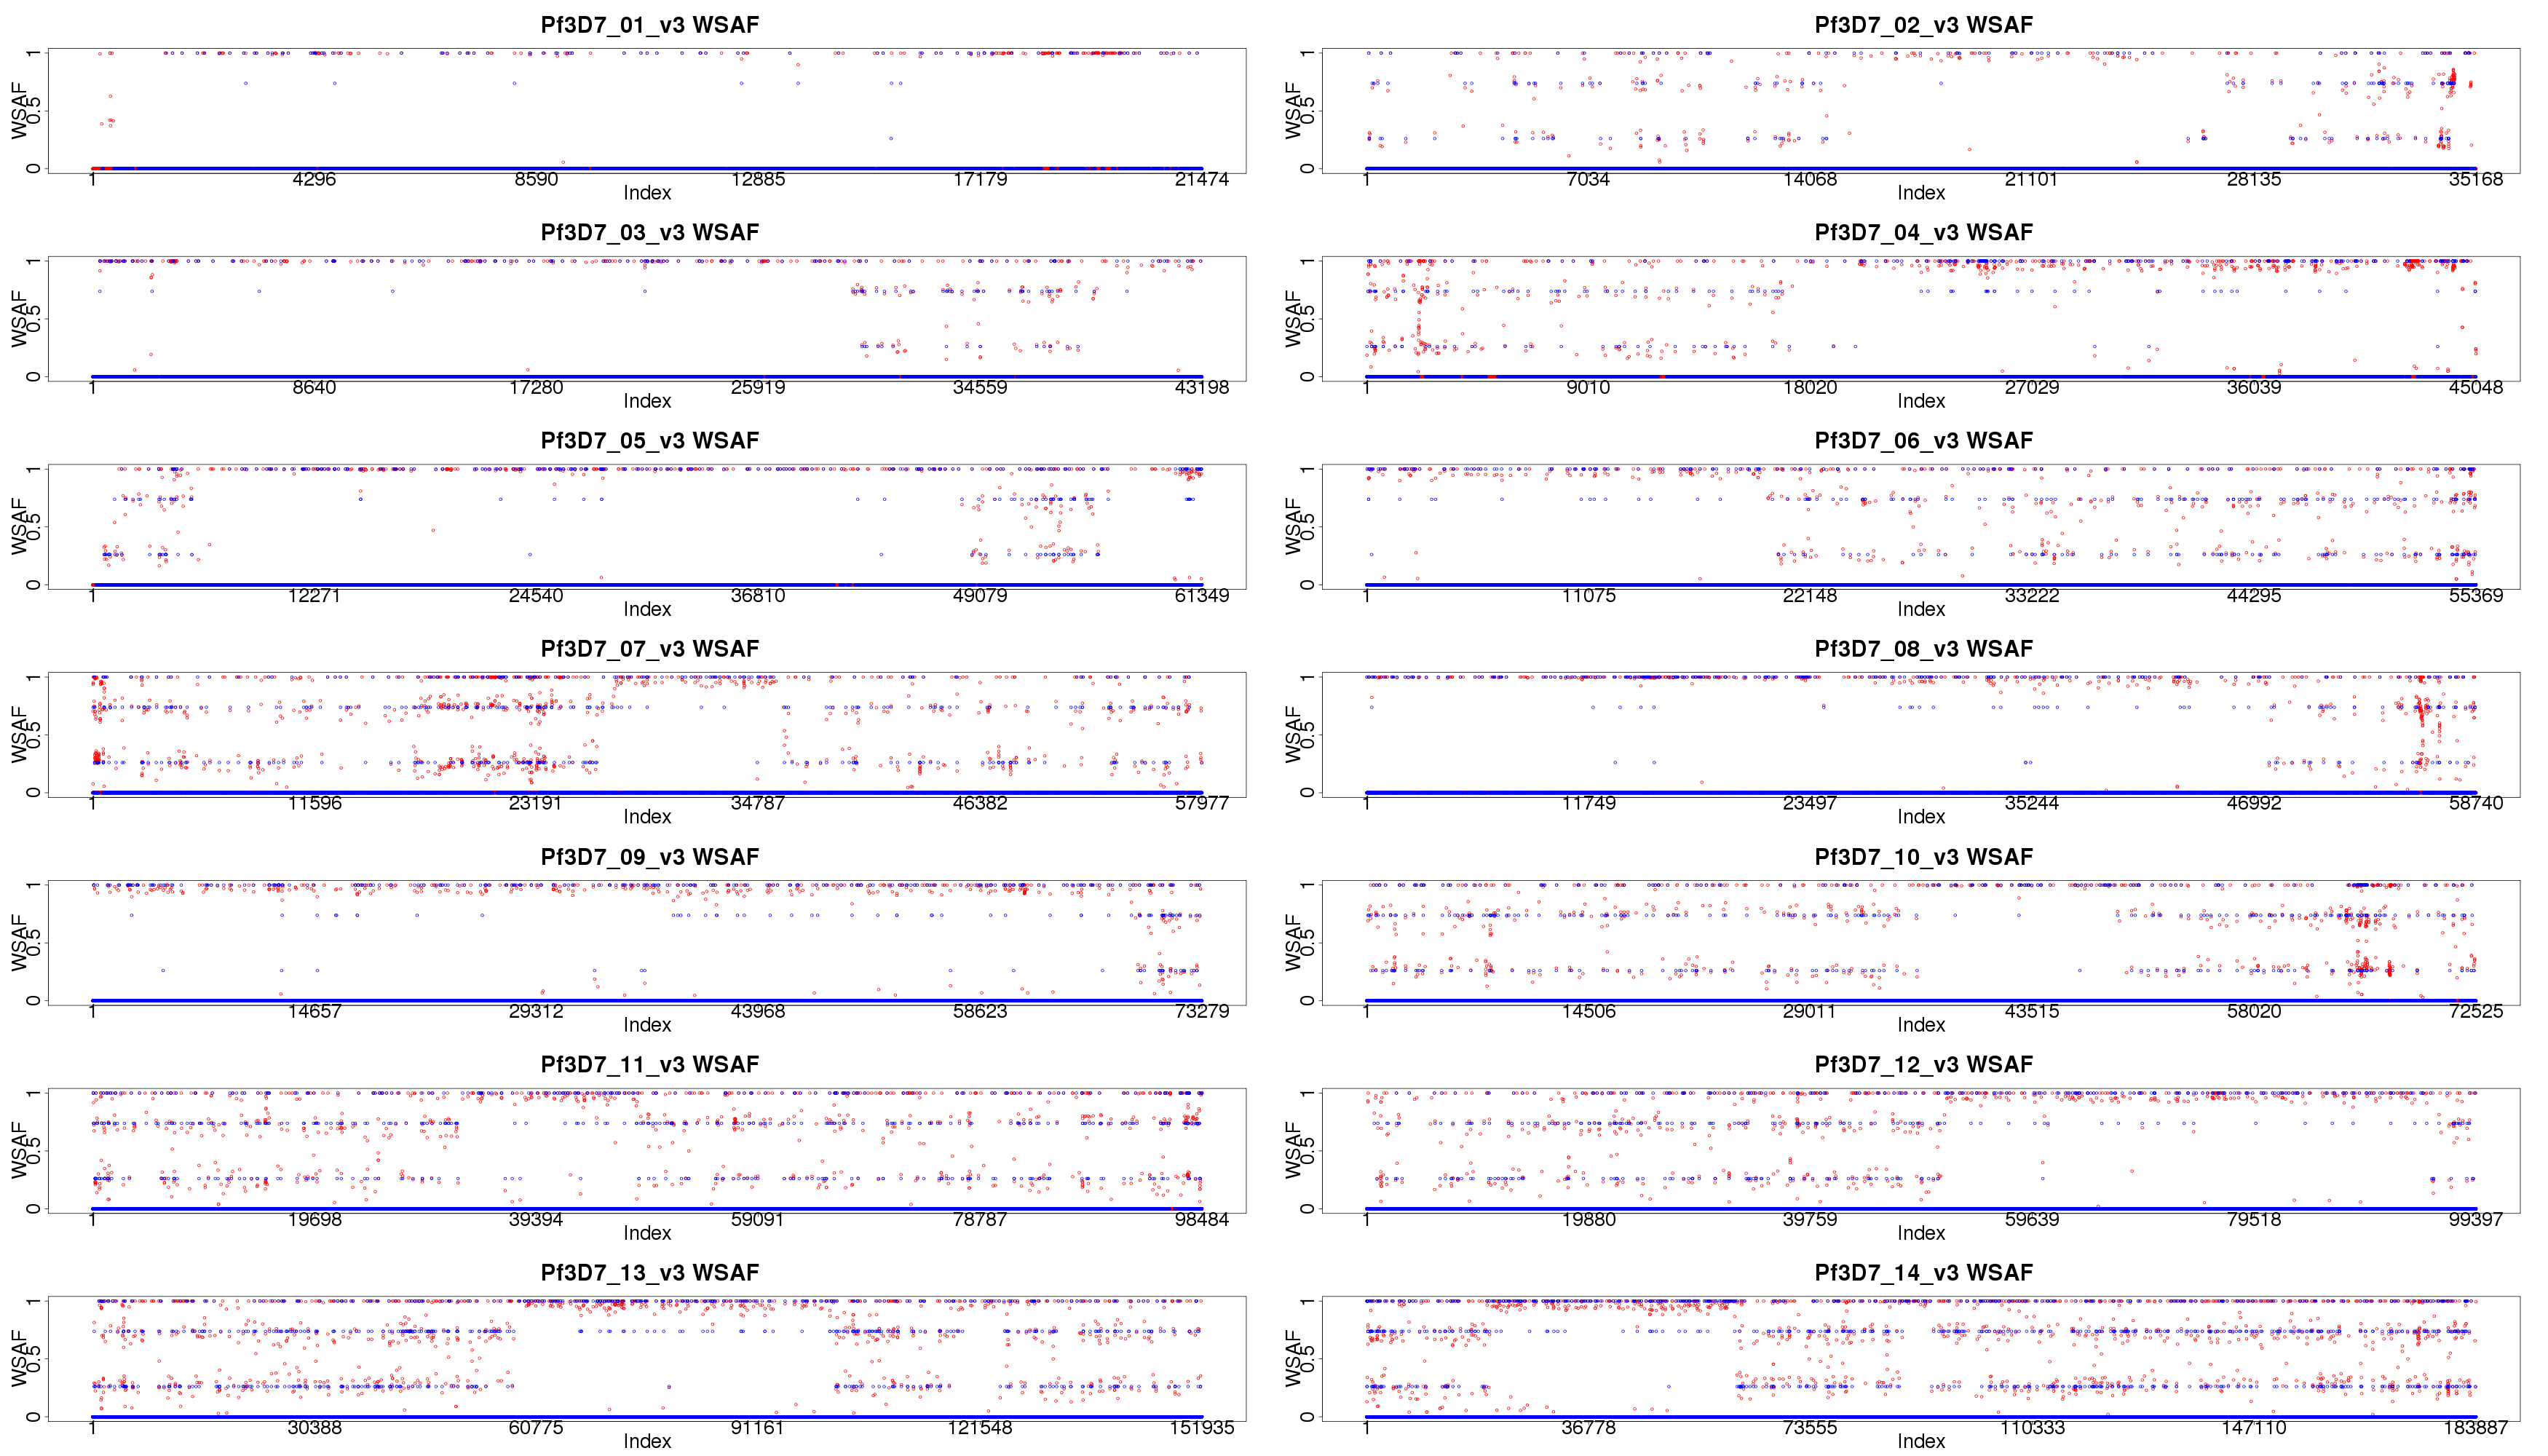 Pf3D7_01_v3 WSAF
WSAF
0 0.5 1
1 4296 8590 12885 17179 21474
Index
Pf3D7_02_v3 WSAF
WSAF
0 0.5 1
1 7034 14068 21101 28135 35168
Index
Pf3D7_03_v3 WSAF
WSAF
0 0.5 1
1 8640 17280 25919 34559 43198
Index
Pf3D7_04_v3 WSAF
WSAF
0 0.5 1
1 9010 18020 27029 36039 45048
Index
Pf3D7_05_v3 WSAF
WSAF
0 0.5 1
1 12271 24540 36810 49079 61349
Index
Pf3D7_06_v3 WSAF
WSAF
0 0.5 1
1 11075 22148 33222 44295 55369
Index
Pf3D7_07_v3 WSAF
WSAF
0 0.5 1
1 11596 23191 34787 46382 57977
Index
Pf3D7_08_v3 WSAF
WSAF
0 0.5 1
1 11749 23497 35244 46992 58740
Index
Pf3D7_09_v3 WSAF
WSAF
0 0.5 1
1 14657 29312 43968 58623 73279
Index
Pf3D7_10_v3 WSAF
WSAF
0 0.5 1
1 14506 29011 43515 58020 72525
Index
Pf3D7_11_v3 WSAF
WSAF
0 0.5 1
1 19698 39394 59091 78787 98484
Index
Pf3D7_12_v3 WSAF
WSAF
0 0.5 1
1 19880 39759 59639 79518 99397
Index
Pf3D7_13_v3 WSAF
WSAF
0 0.5 1
1 30388 60775 91161 121548 151935
Index
Pf3D7_14_v3 WSAF
WSAF
0 0.5 1
1 36778 73555 110333 147110 183887
Index